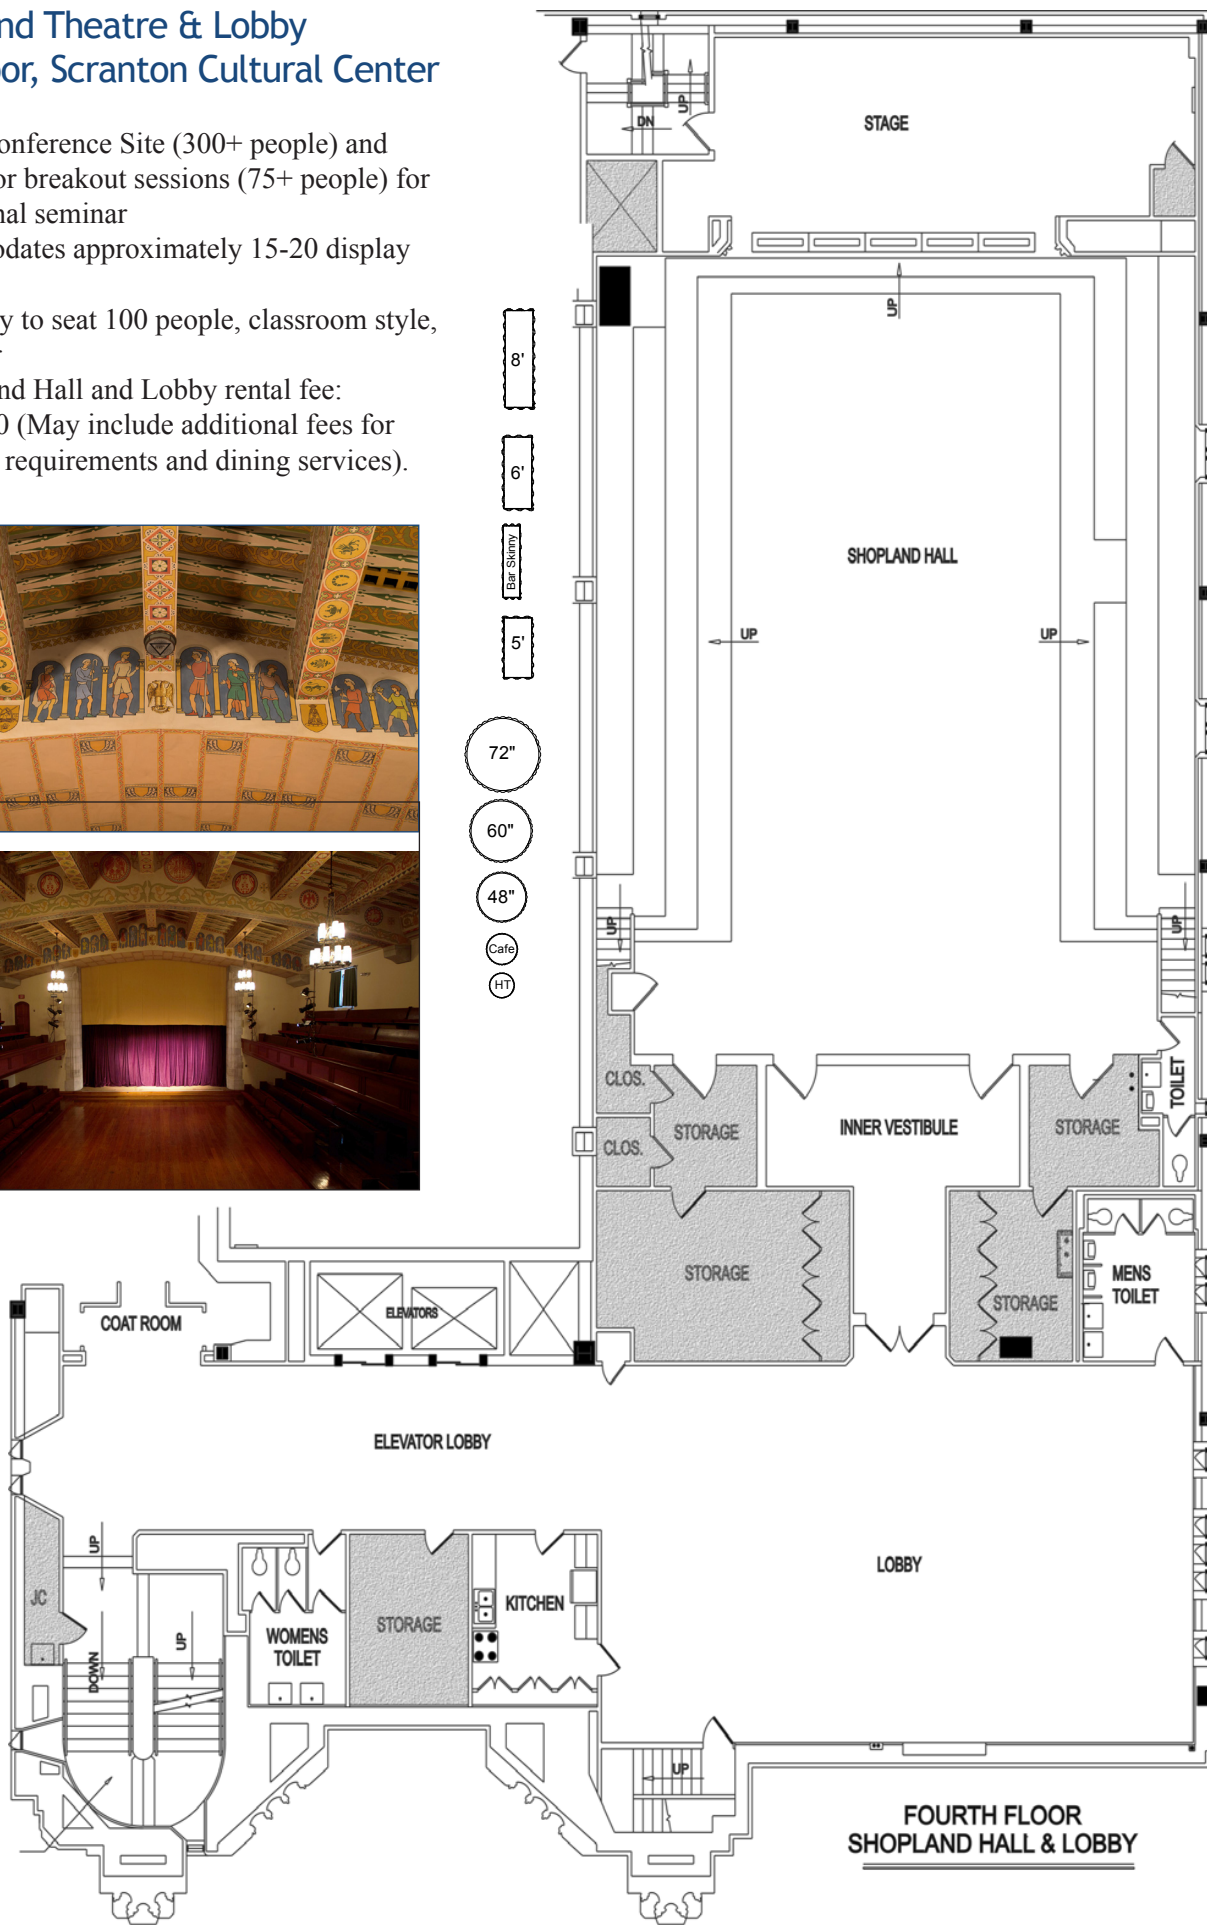 nd Theatre & Lobby
or, Scranton Cultural Center
onference Site (300+ people) and
or breakout sessions (75+ people) for
nal seminar
odates approximately 15-20 display
y to seat 100 people, classroom style,
nd Hall and Lobby rental fee:
0 (May include additional fees for
requirements and dining services).
8'
6'
Bar Skinny
5'
72"
60"
48"
Cafe
HT
UP
DN
STAGE
UP
SHOPLAND HALL
UP
UP
UP
UP
CLOS.
CLOS.
STORAGE
INNER VESTIBULE
STORAGE
TOILET
STORAGE
STORAGE
MENS
TOILET
COAT ROOM
ELEVATORS
ELEVATOR LOBBY
LOBBY
UP
JC
DOWN
UP
WOMENS
TOILET
STORAGE
KITCHEN
UP
FOURTH FLOOR
SHOPLAND HALL & LOBBY